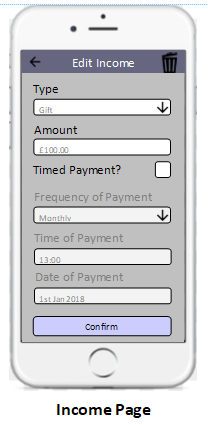 Edit Income
Type
Gift
Amount
£100.00
Timed Payment?
Frequency of Payment
Monthly
Time of Payment
13:00
Date of Payment
1st Jan 2018
Confirm
Income Page